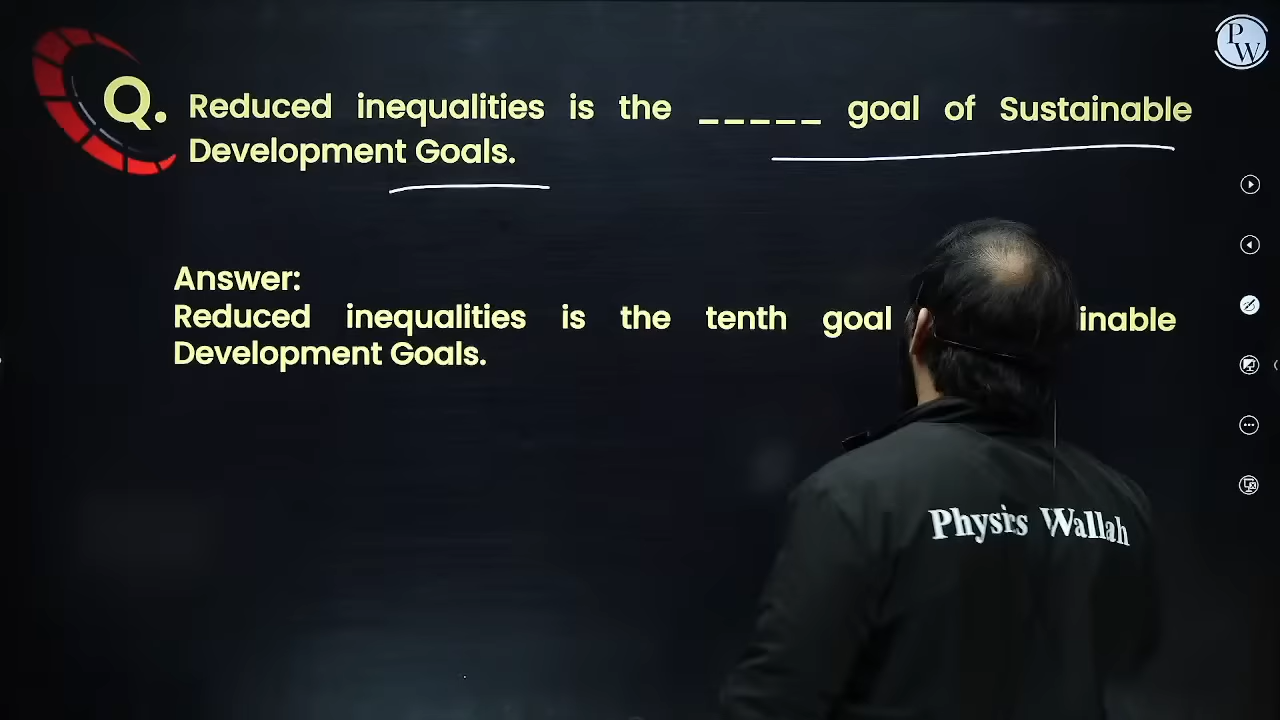 P
W
Q. Reduced inequalities is the _ _ _ _ _ goal of Sustainable
Development Goals.
Answer:
Reduced inequalities is the tenth goal inable
Development Goals.
Physics Wallah